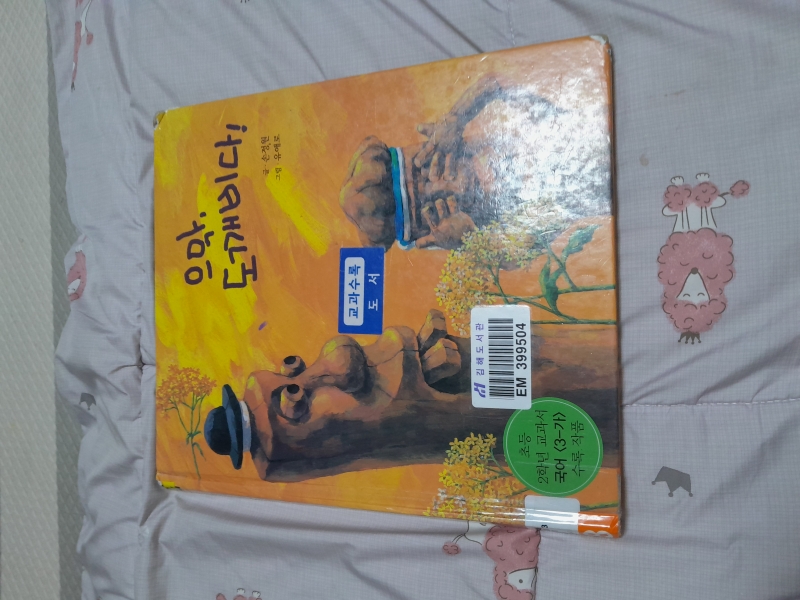 으악,
도깨비다!
글 · 손정원
그림 · 유애로
교과수록
도 서
김해도서관
EM 399504
초등
2학년 교과서
국어 〈3-가〉
수록 작품
3